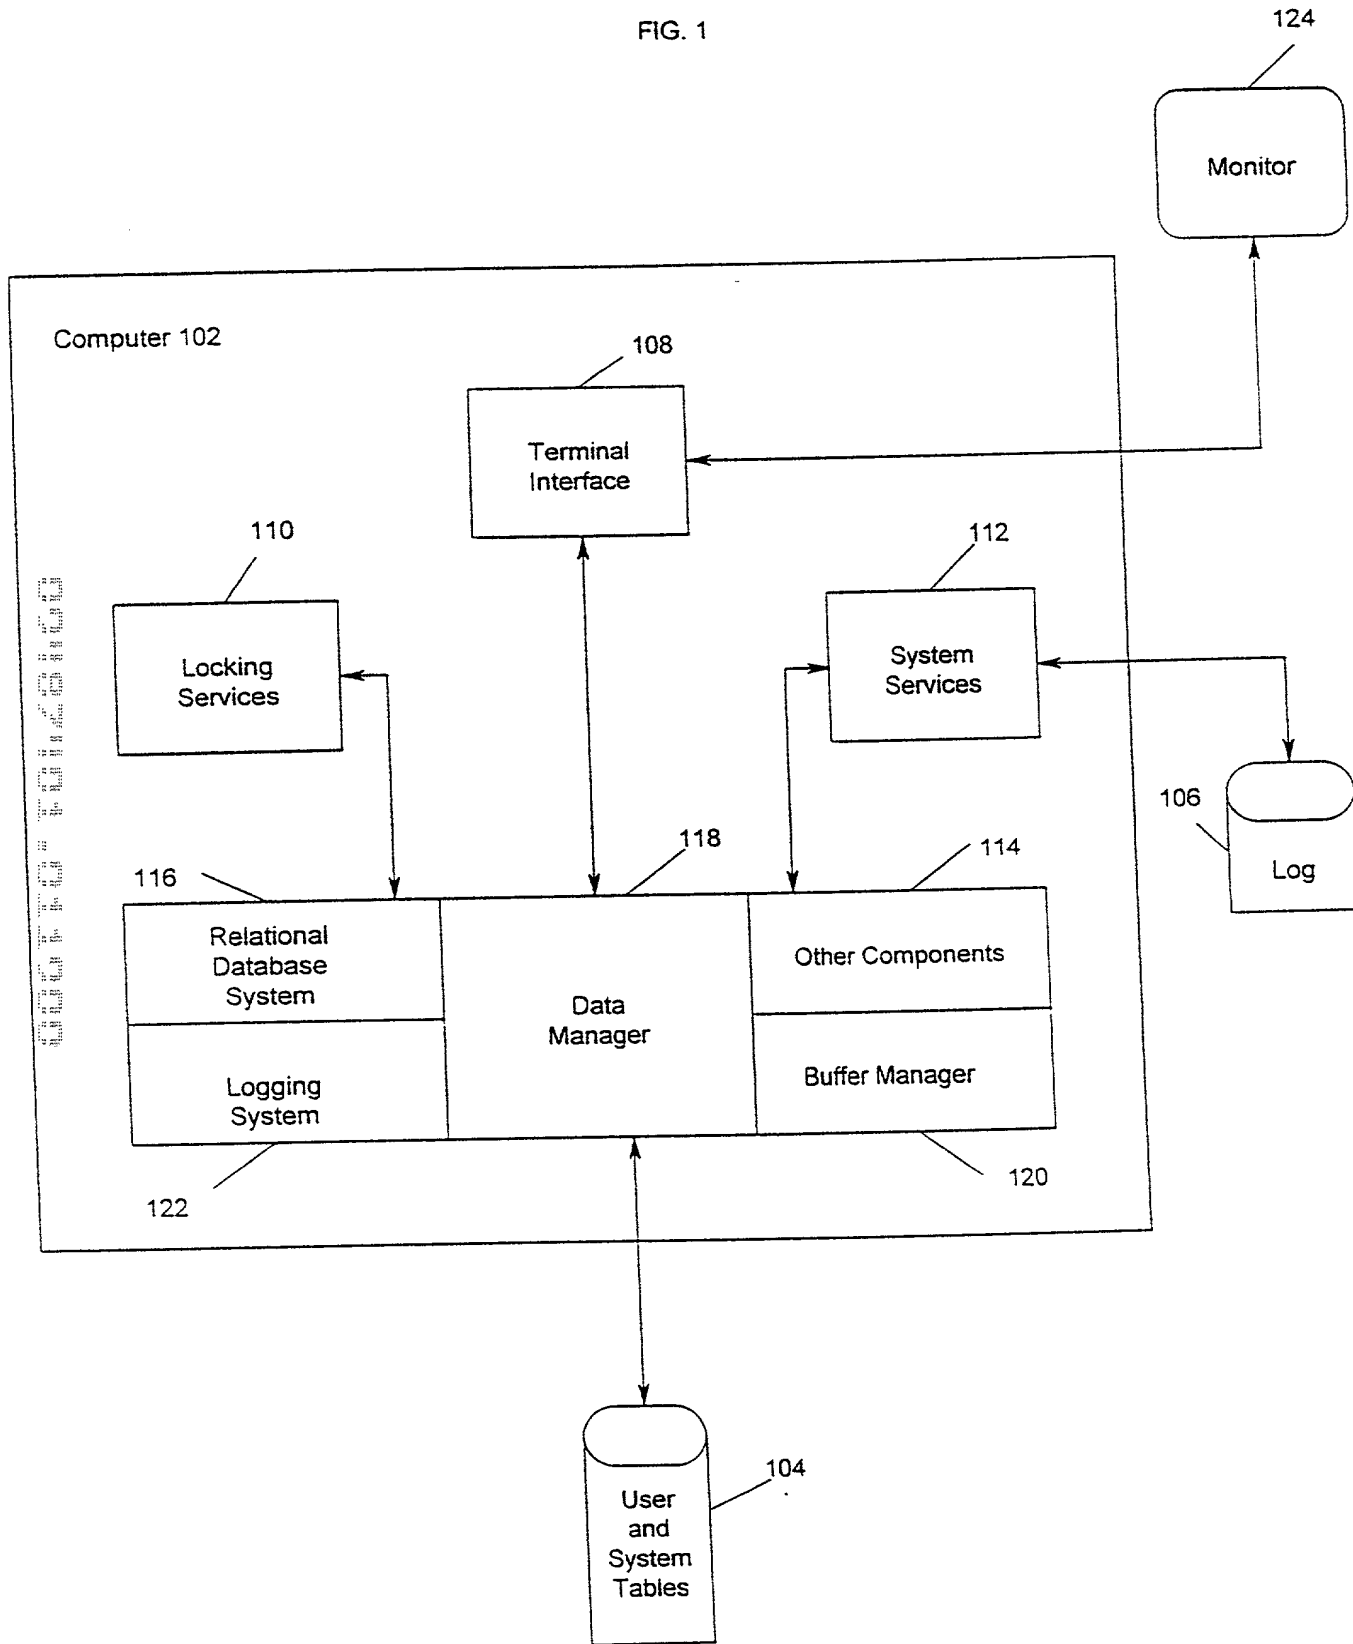 FIG. 1
124
Monitor
Computer 102
108
Terminal
Interface
110
112
Locking
Services
System
Services
106
Log
116
118
114
Relational
Database
System
Other Components
Data
Manager
Logging
System
Buffer Manager
122
120
104
User
and
System
Tables